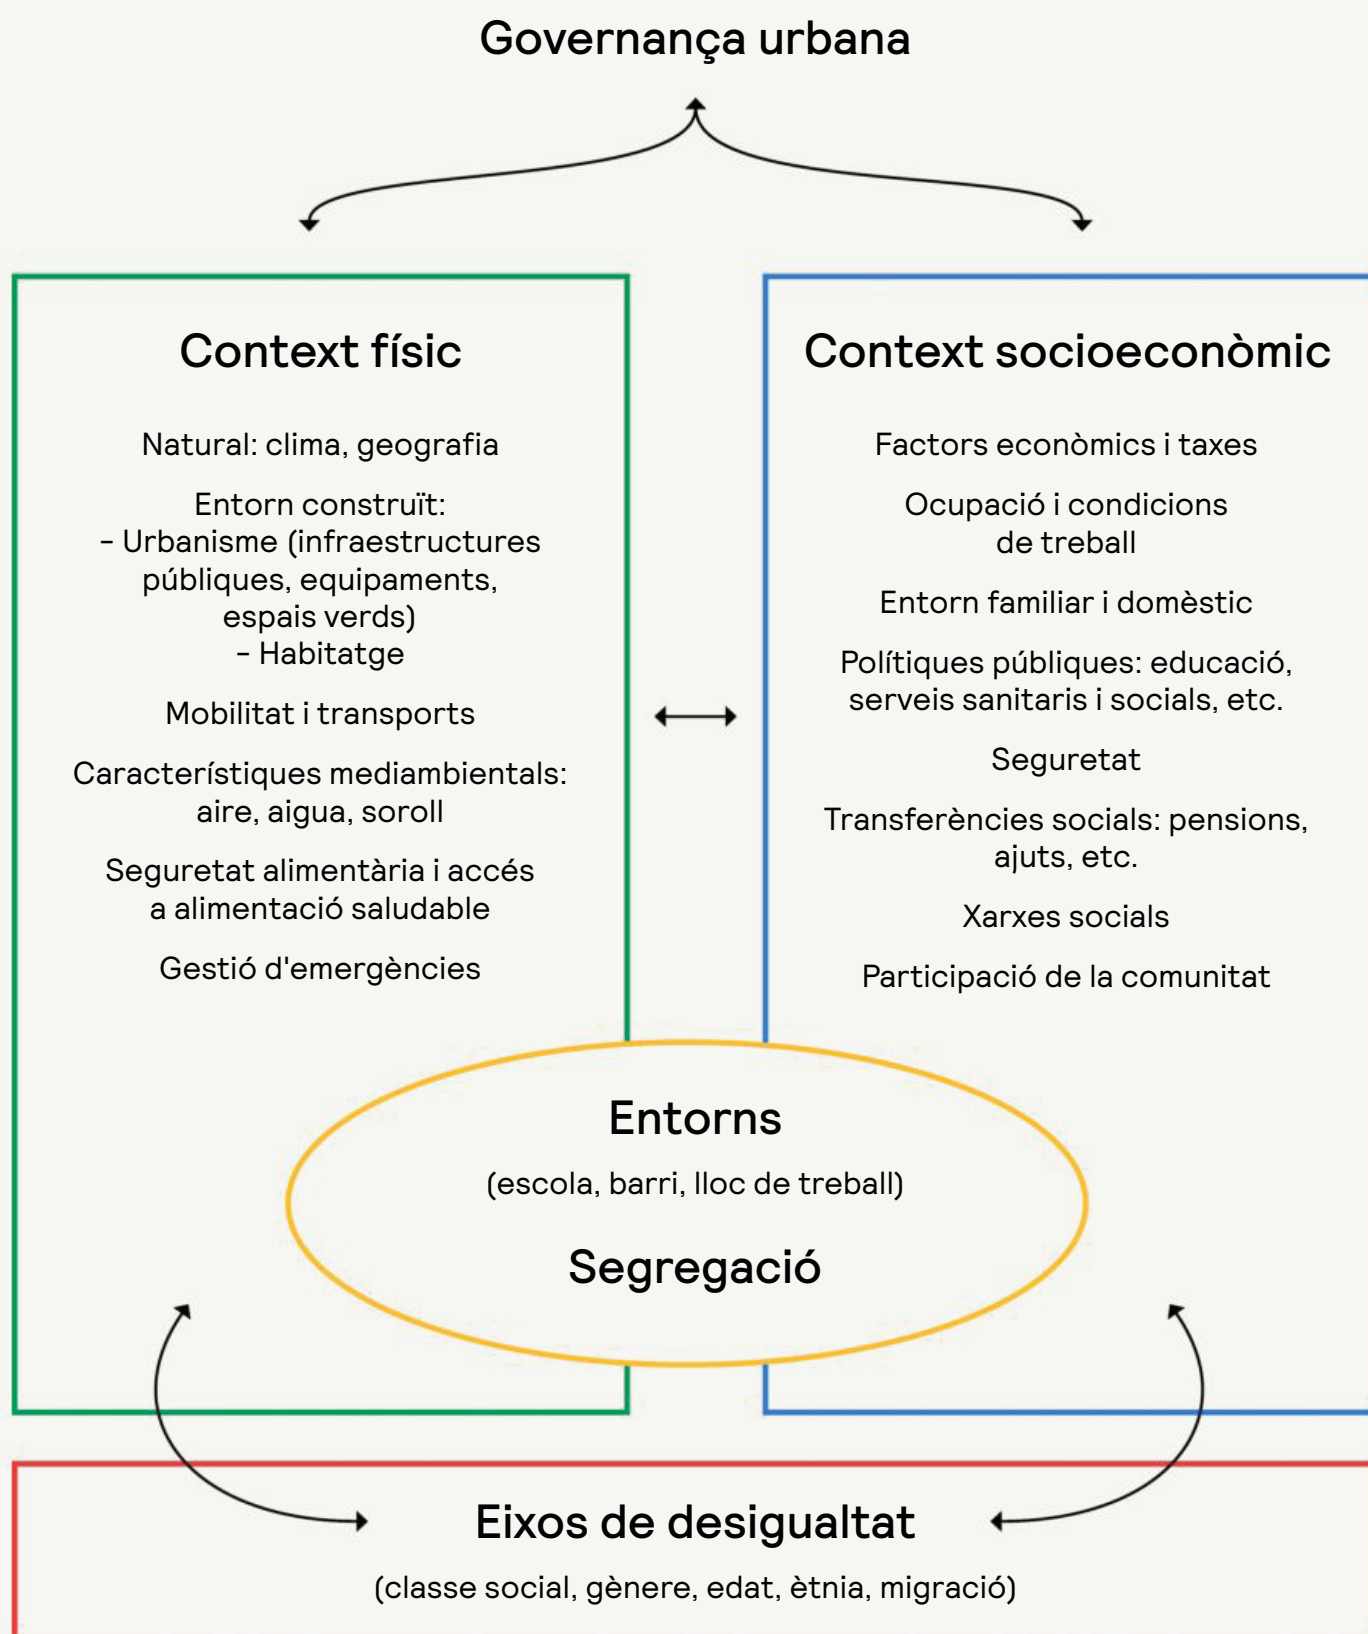 Governança urbana
Context físic
Natural: clima, geografia
Entorn construït:
- Urbanisme (infraestructures
públiques, equipaments,
espais verds)
- Habitatge
Mobilitat i transports
Característiques mediambientals:
aire, aigua, soroll
Seguretat alimentària i accés
a alimentació saludable
Gestió d'emergències
Context socioeconòmic
Factors econòmics i taxes
Ocupació i condicions
de treball
Entorn familiar i domèstic
Polítiques públiques: educació,
serveis sanitaris i socials, etc.
Seguretat
Transferències socials: pensions,
ajuts, etc.
Xarxes socials
Participació de la comunitat
Entorns
(escola, barri, lloc de treball)
Segregació
Eixos de desigualtat
(classe social, gènere, edat, ètnia, migració)